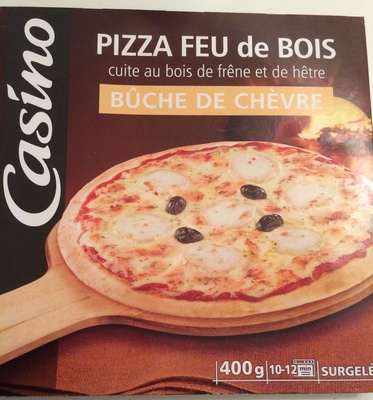 Casino
PIZZA FEU de BOIS
cuite au bois de frêne et de hêtre
BÛCHE DE CHÈVRE
400g 10-12 min SURGELÉ